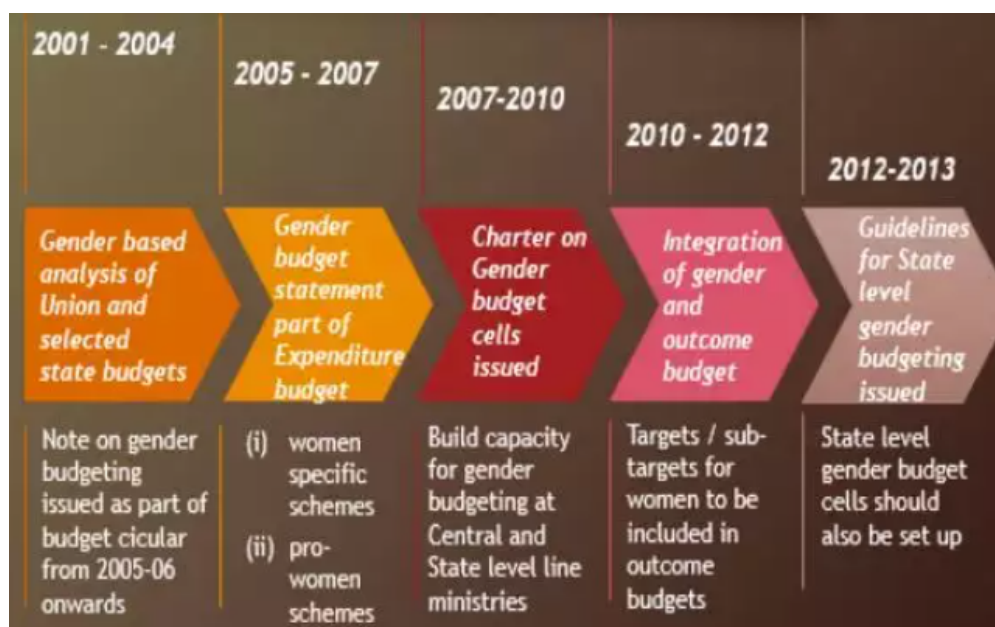 2001 - 2004
Gender based
analysis of
Union and
selected
state budgets
Note on gender
budgeting
issued as part of
budget cicular
from 2005-06
onwards
2005 - 2007
Gender
budget
statement
part of
Expenditure
budget
(i) women
specific
schemes
(ii) pro-
women
schemes
2007-2010
Charter on
Gender
budget
cells
issued
Build capacity
for gender
budgeting at
Central and
State level line
ministries
2010 - 2012
Integration
of gender
and
outcome
budget
Targets / sub-
targets for
women to be
included in
outcome
budgets
2012-2013
Guidelines
for State
level
gender
budgeting
issued
State level
gender budget
cells should
also be set up